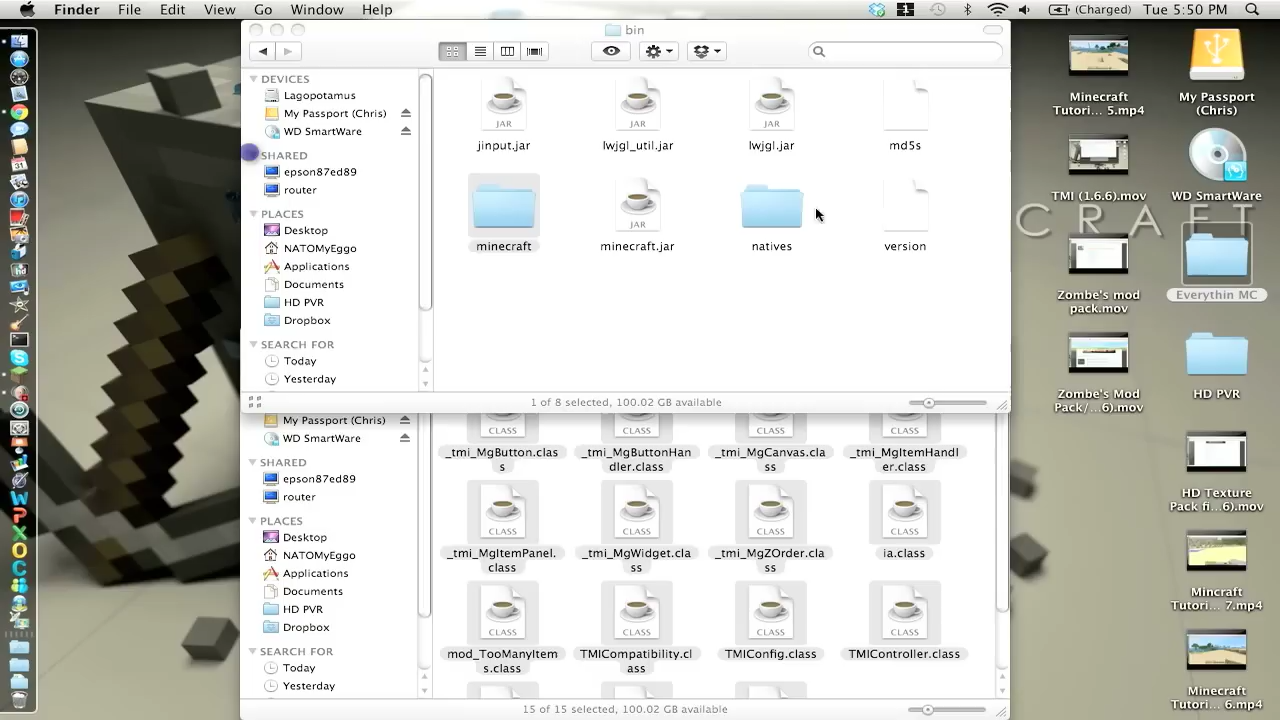 Finder File Edit View Go Window Help
(Charged) Tue 5:50 PM
bin
DEVICES
Lagopotamus
My Passport (Chris)
WD SmartWare
SHARED
epson87ed89
router
PLACES
Desktop
NATOMyEggo
Applications
Documents
HD PVR
Dropbox
SEARCH FOR
Today
Yesterday
JAR
JAR
JAR
jinput.jar
lwjgl_util.jar
lwjgl.jar
md5s
JAR
minecraft
minecraft.jar
natives
version
1 of 8 selected, 100.02 GB available
My Passport (Chris)
WD SmartWare
SHARED
epson87ed89
router
PLACES
Desktop
NATOMyEggo
Applications
Documents
HD PVR
Dropbox
SEARCH FOR
Today
Yesterday
CLASS
CLASS
CLASS
CLASS
_tmi_MgButton.clas
s
_tmi_MgButtonHan
dler.class
_tmi_MgCanvas.cla
ss
_tmi_MgItemHandl
er.class
CLASS
CLASS
CLASS
CLASS
_tmi_MgItemPanel.
class
_tmi_MgWidget.cla
ss
_tmi_MgZOrder.cla
ss
ia.class
CLASS
CLASS
CLASS
CLASS
mod_TooManyItem
s.class
TMICompatibility.cl
ass
TMIConfig.class
TMIController.class
15 of 15 selected, 100.02 GB available
Minecraft
Tutori... 5.mp4
My Passport
(Chris)
TMI (1.6.6).mov
WD SmartWare
CRAFT
Zombe's mod
pack.mov
Everythin MC
Zombe's Mod
Pack/...6).mov
HD PVR
HD Texture
Pack fi...6).mov
Mincraft
Tutori... 7.mp4
Minecraft
Tutori... 6.mp4